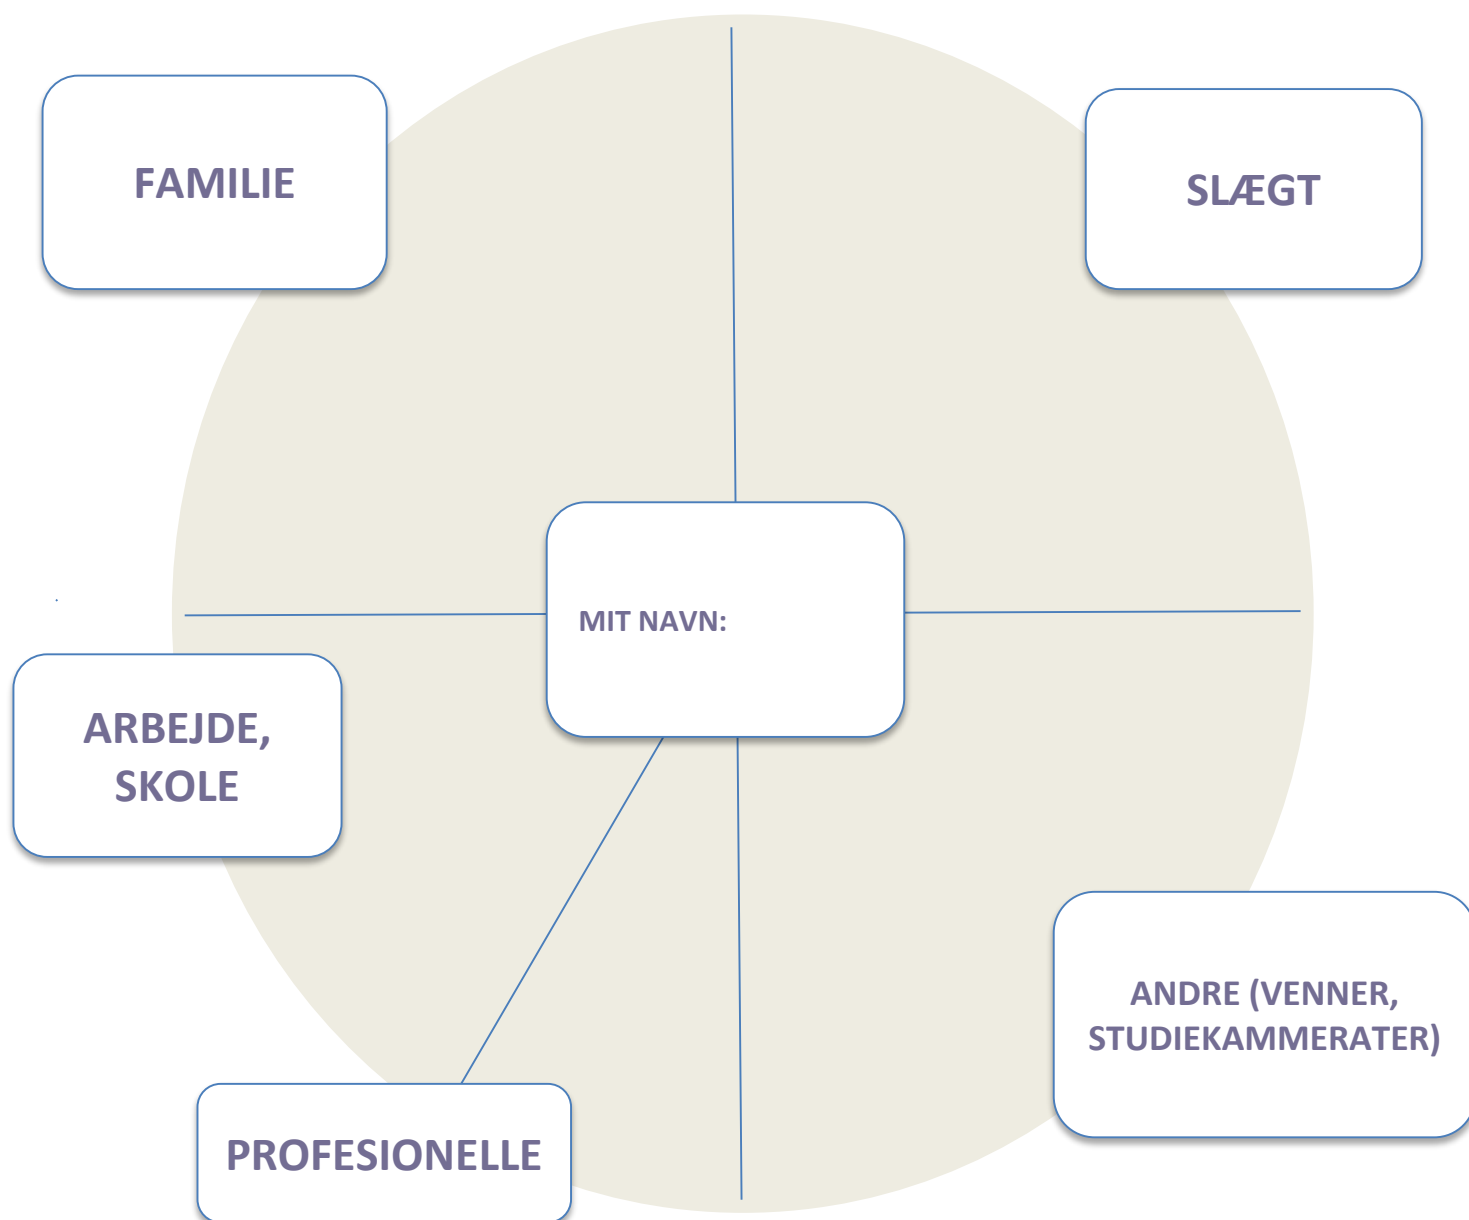 FAMILIE
SLÆGT
MIT NAVN:
ARBEJDE,
SKOLE
ANDRE (VENNER,
STUDIEKAMMERATER)
PROFESIONELLE